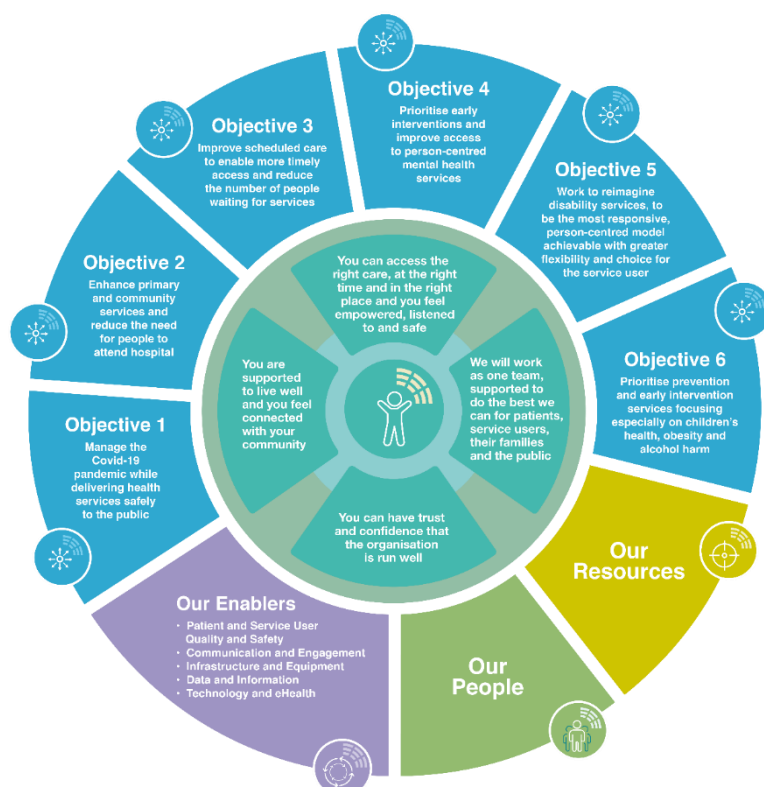 Objective 1
Manage the
Covid-19
pandemic while
delivering health
services safely
to the public
Objective 2
Enhance primary
and community
services and
reduce the need
for people to
attend hospital
Objective 3
Improve scheduled care
to enable more timely
access and reduce
the number of people
waiting for services
Objective 4
Prioritise early
interventions and
improve access
to person-centred
mental health
services
Objective 5
Work to reimagine
disability services, to
be the most responsive,
person-centred model
achievable with greater
flexibility and choice for
the service user
Objective 6
Prioritise prevention
and early intervention
services focusing
especially on children's
health, obesity and
alcohol harm
Our
Resources
Our
People
Our Enablers
• Patient and Service User
Quality and Safety
• Communication and Engagement
• Infrastructure and Equipment
• Data and Information
• Technology and eHealth
You can access the
right care, at the right
time and in the right
place and you feel
empowered, listened
to and safe
You are
supported
to live well
and you feel
connected
with your
community
We will work
as one team,
supported to
do the best we
can for patients,
service users,
their families
and the public
You can have trust
and confidence that
the organisation
is run well